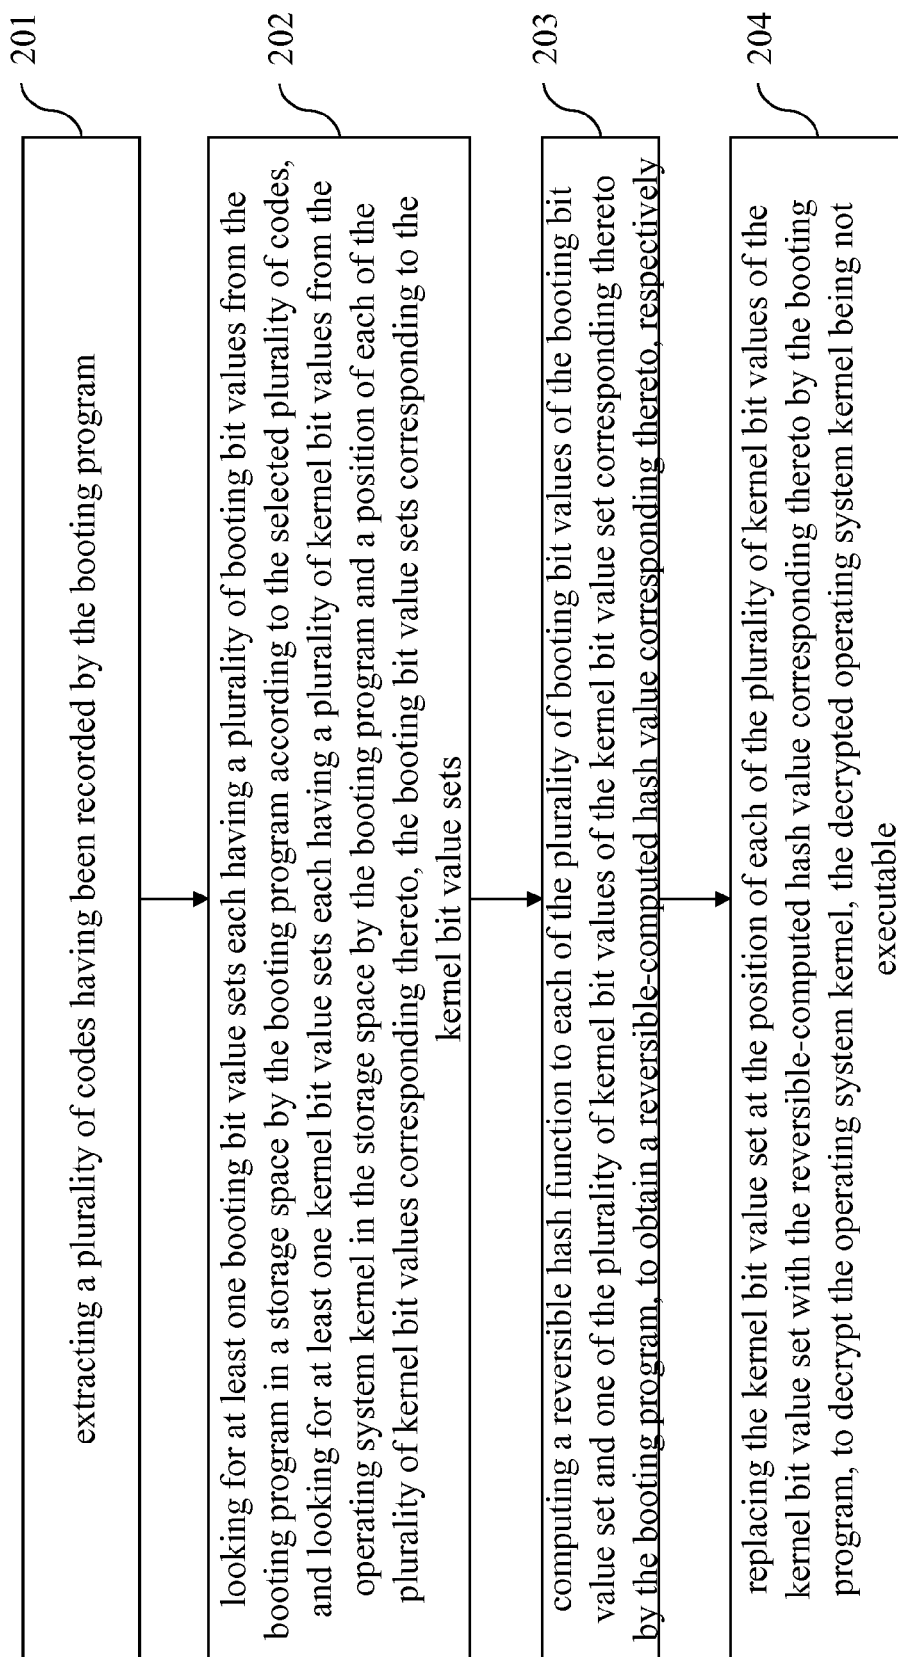 201
extracting a plurality of codes having been recorded by the booting program
202
looking for at least one booting bit value sets each having a plurality of booting bit values from the
booting program in a storage space by the booting program according to the selected plurality of codes,
and looking for at least one kernel bit value sets each having a plurality of kernel bit values from the
operating system kernel in the storage space by the booting program and a position of each of the
plurality of kernel bit values corresponding thereto, the booting bit value sets corresponding to the
kernel bit value sets
203
computing a reversible hash function to each of the plurality of booting bit values of the booting bit
value set and one of the plurality of kernel bit values of the kernel bit value set corresponding thereto
by the booting program, to obtain a reversible-computed hash value corresponding thereto, respectively
204
replacing the kernel bit value set at the position of each of the plurality of kernel bit values of the
kernel bit value set with the reversible-computed hash value corresponding thereto by the booting
program, to decrypt the operating system kernel, the decrypted operating system kernel being not
executable